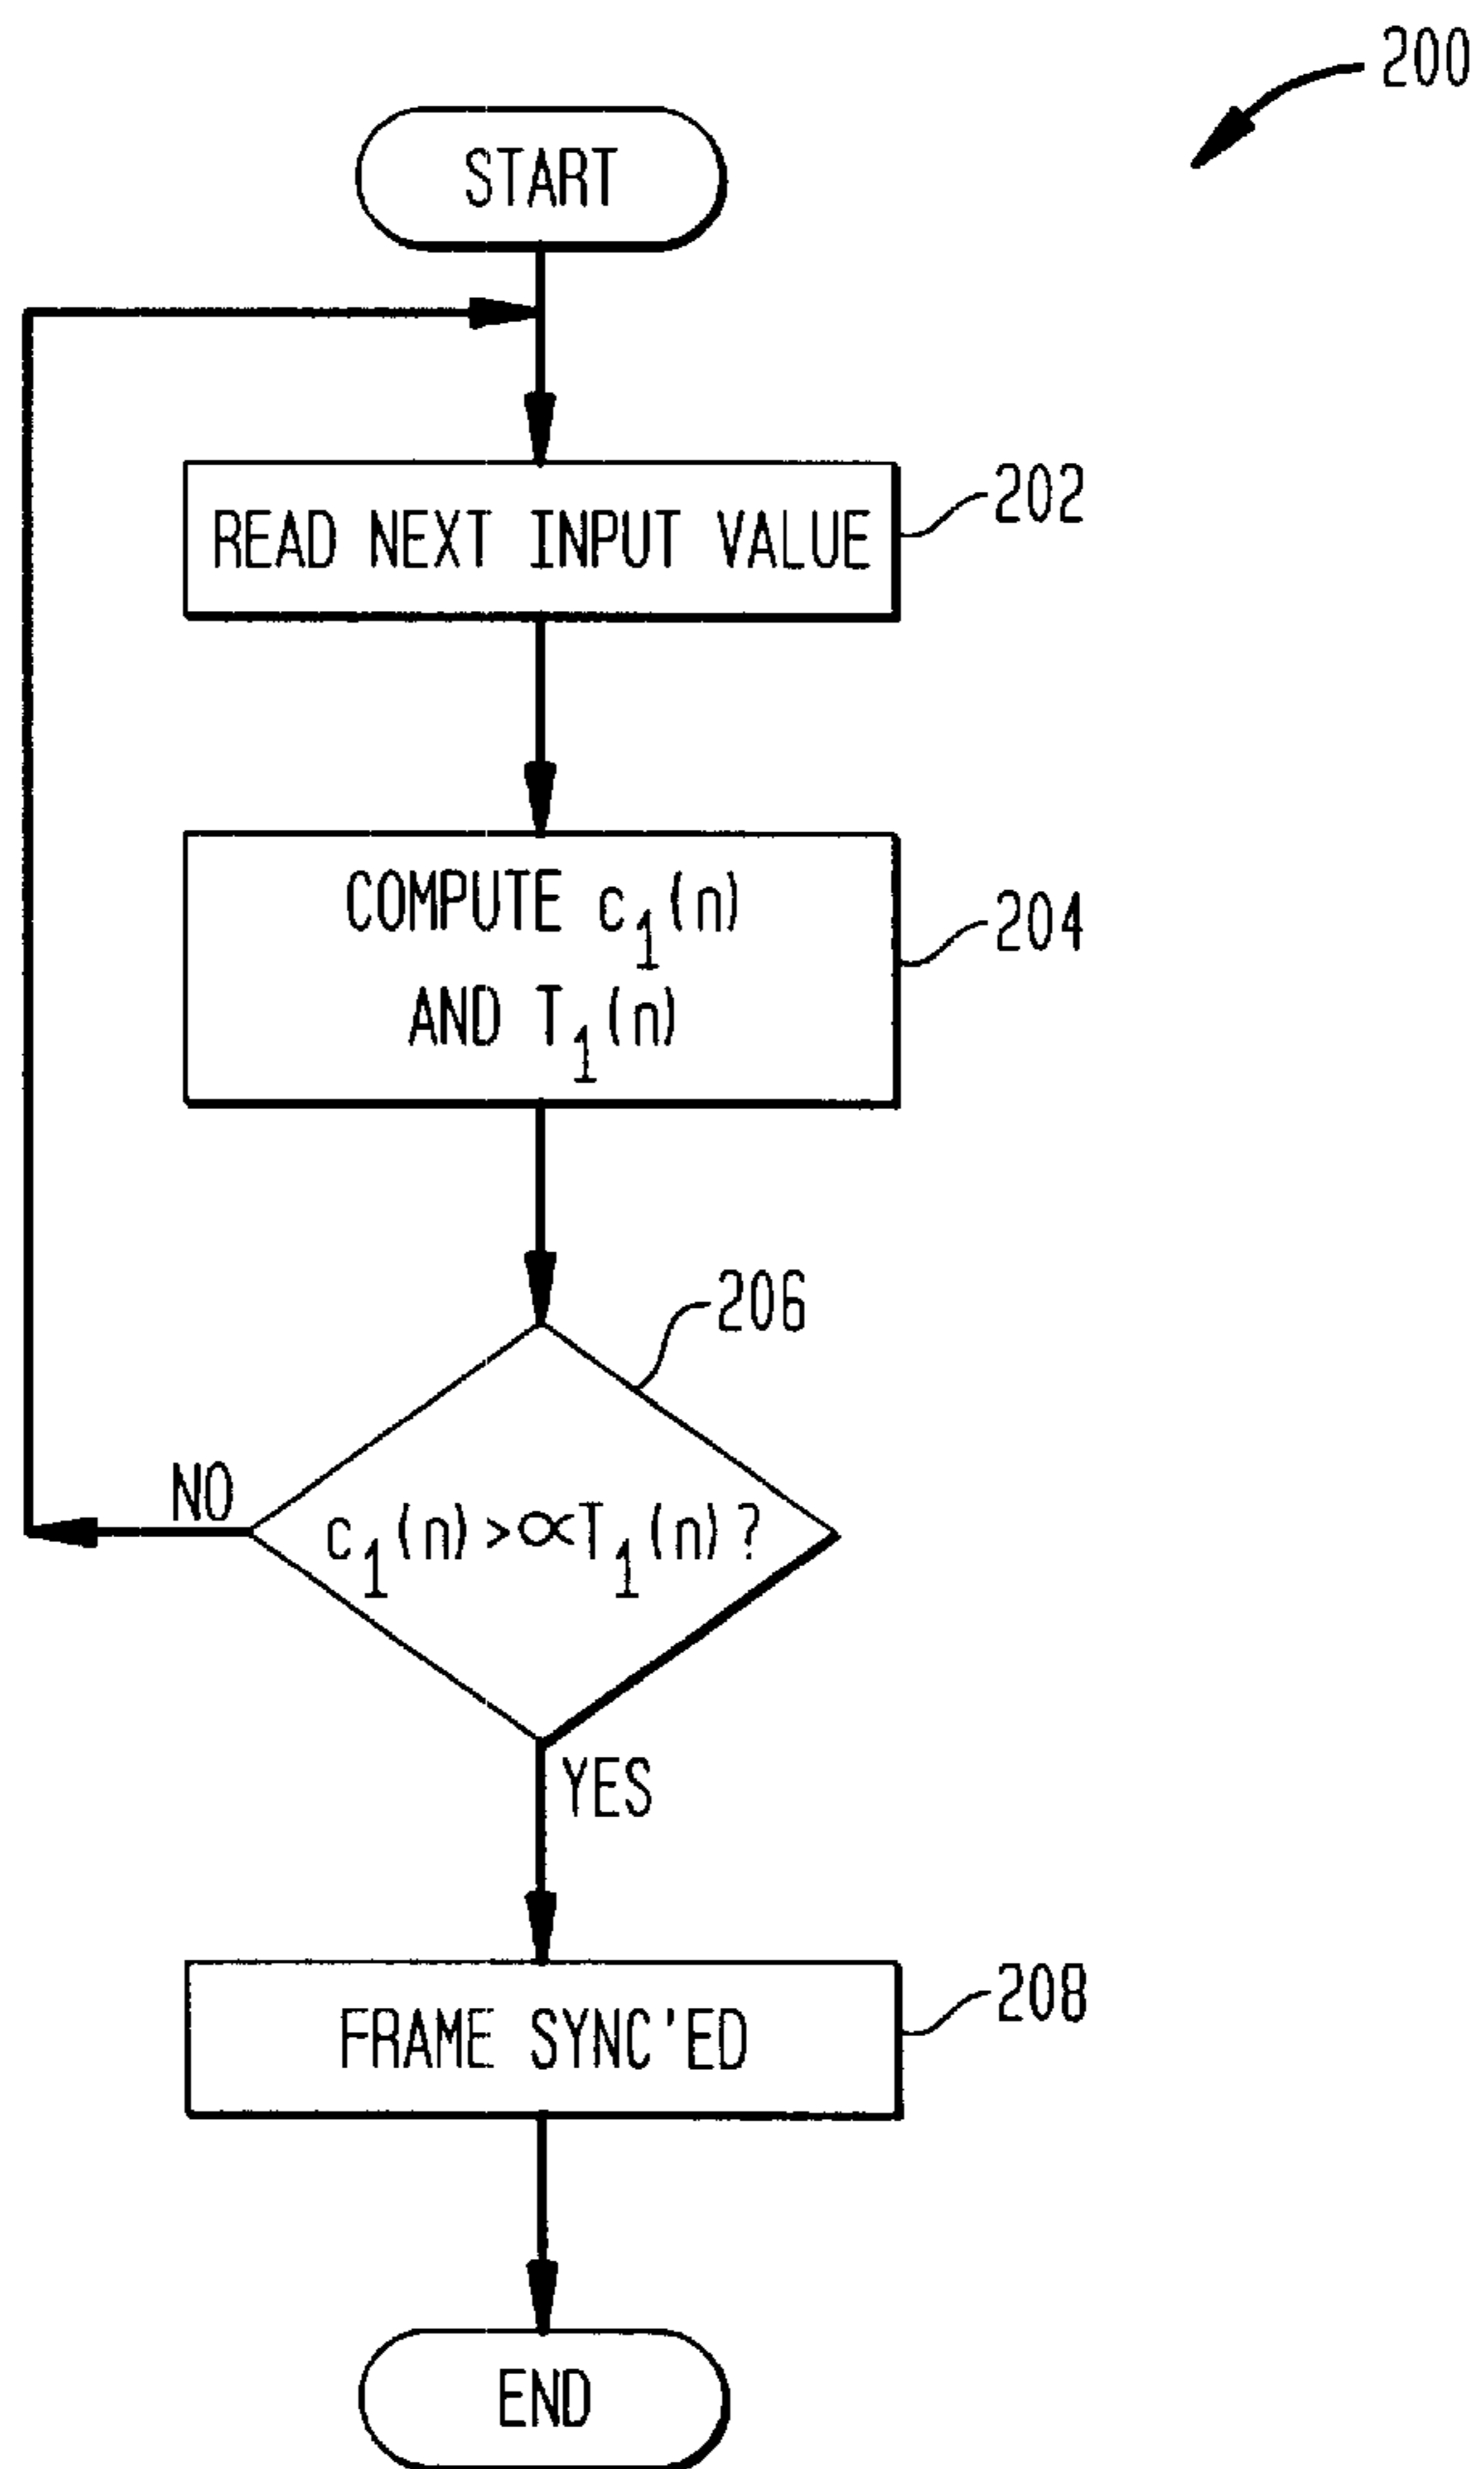 200
START
READ NEXT INPUT VALUE
202
COMPUTE c₁(n)
AND T₁(n)
204
206
NO
c₁(n)>∝T₁(n)?
YES
FRAME SYNC'ED
208
END